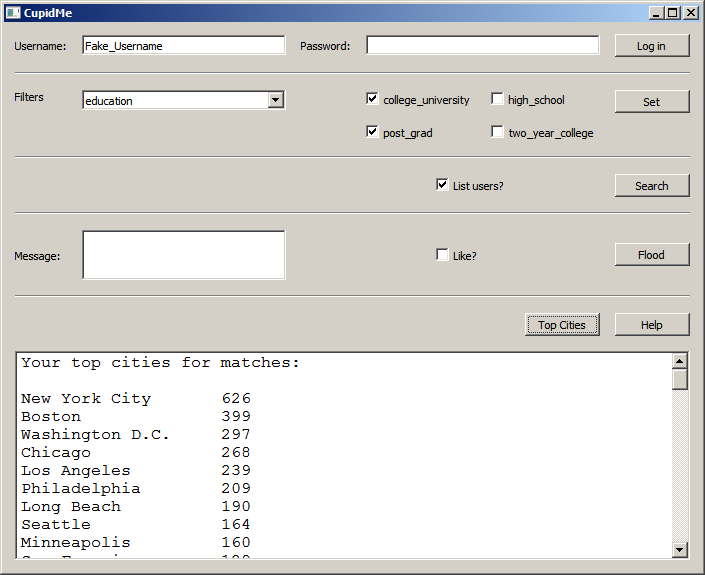 CupidMe
Username: Fake_Username Password: Log in
Filters education college_university high_school Set
post_grad two_year_college
List users? Search
Message: Like? Flood
Top Cities Help
Your top cities for matches:
New York City 626
Boston 399
Washington D.C. 297
Chicago 268
Los Angeles 239
Philadelphia 209
Long Beach 190
Seattle 164
Minneapolis 160